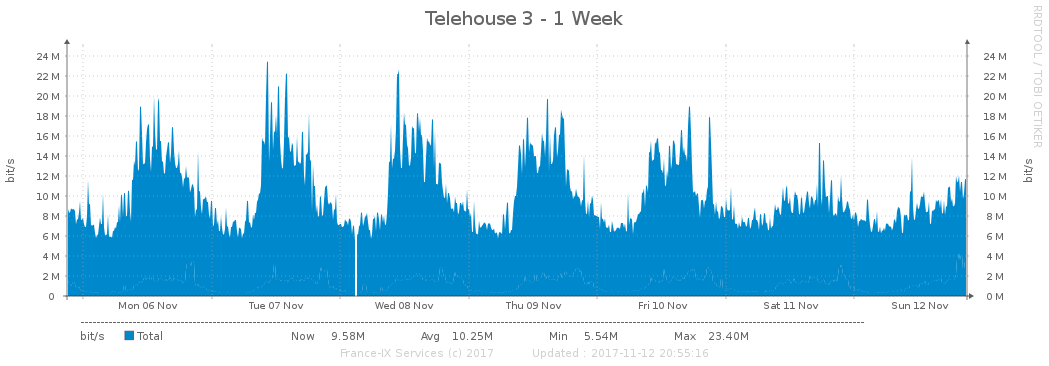 Telehouse 3 - 1 Week
RRDTOOL / TOBI OETIKER
bit/s
24 M 24 M
22 M 22 M
20 M 20 M
18 M 18 M
16 M 16 M
14 M 14 M
12 M 12 M
10 M 10 M
8 M 8 M
6 M 6 M
4 M 4 M
2 M 2 M
0 0 M
bit/s
Mon 06 Nov Tue 07 Nov Wed 08 Nov Thu 09 Nov Fri 10 Nov Sat 11 Nov Sun 12 Nov
bit/s Total Now 9.58M Avg 10.25M Min 5.54M Max 23.40M
France-IX Services (c) 2017 Updated : 2017-11-12 20:55:16